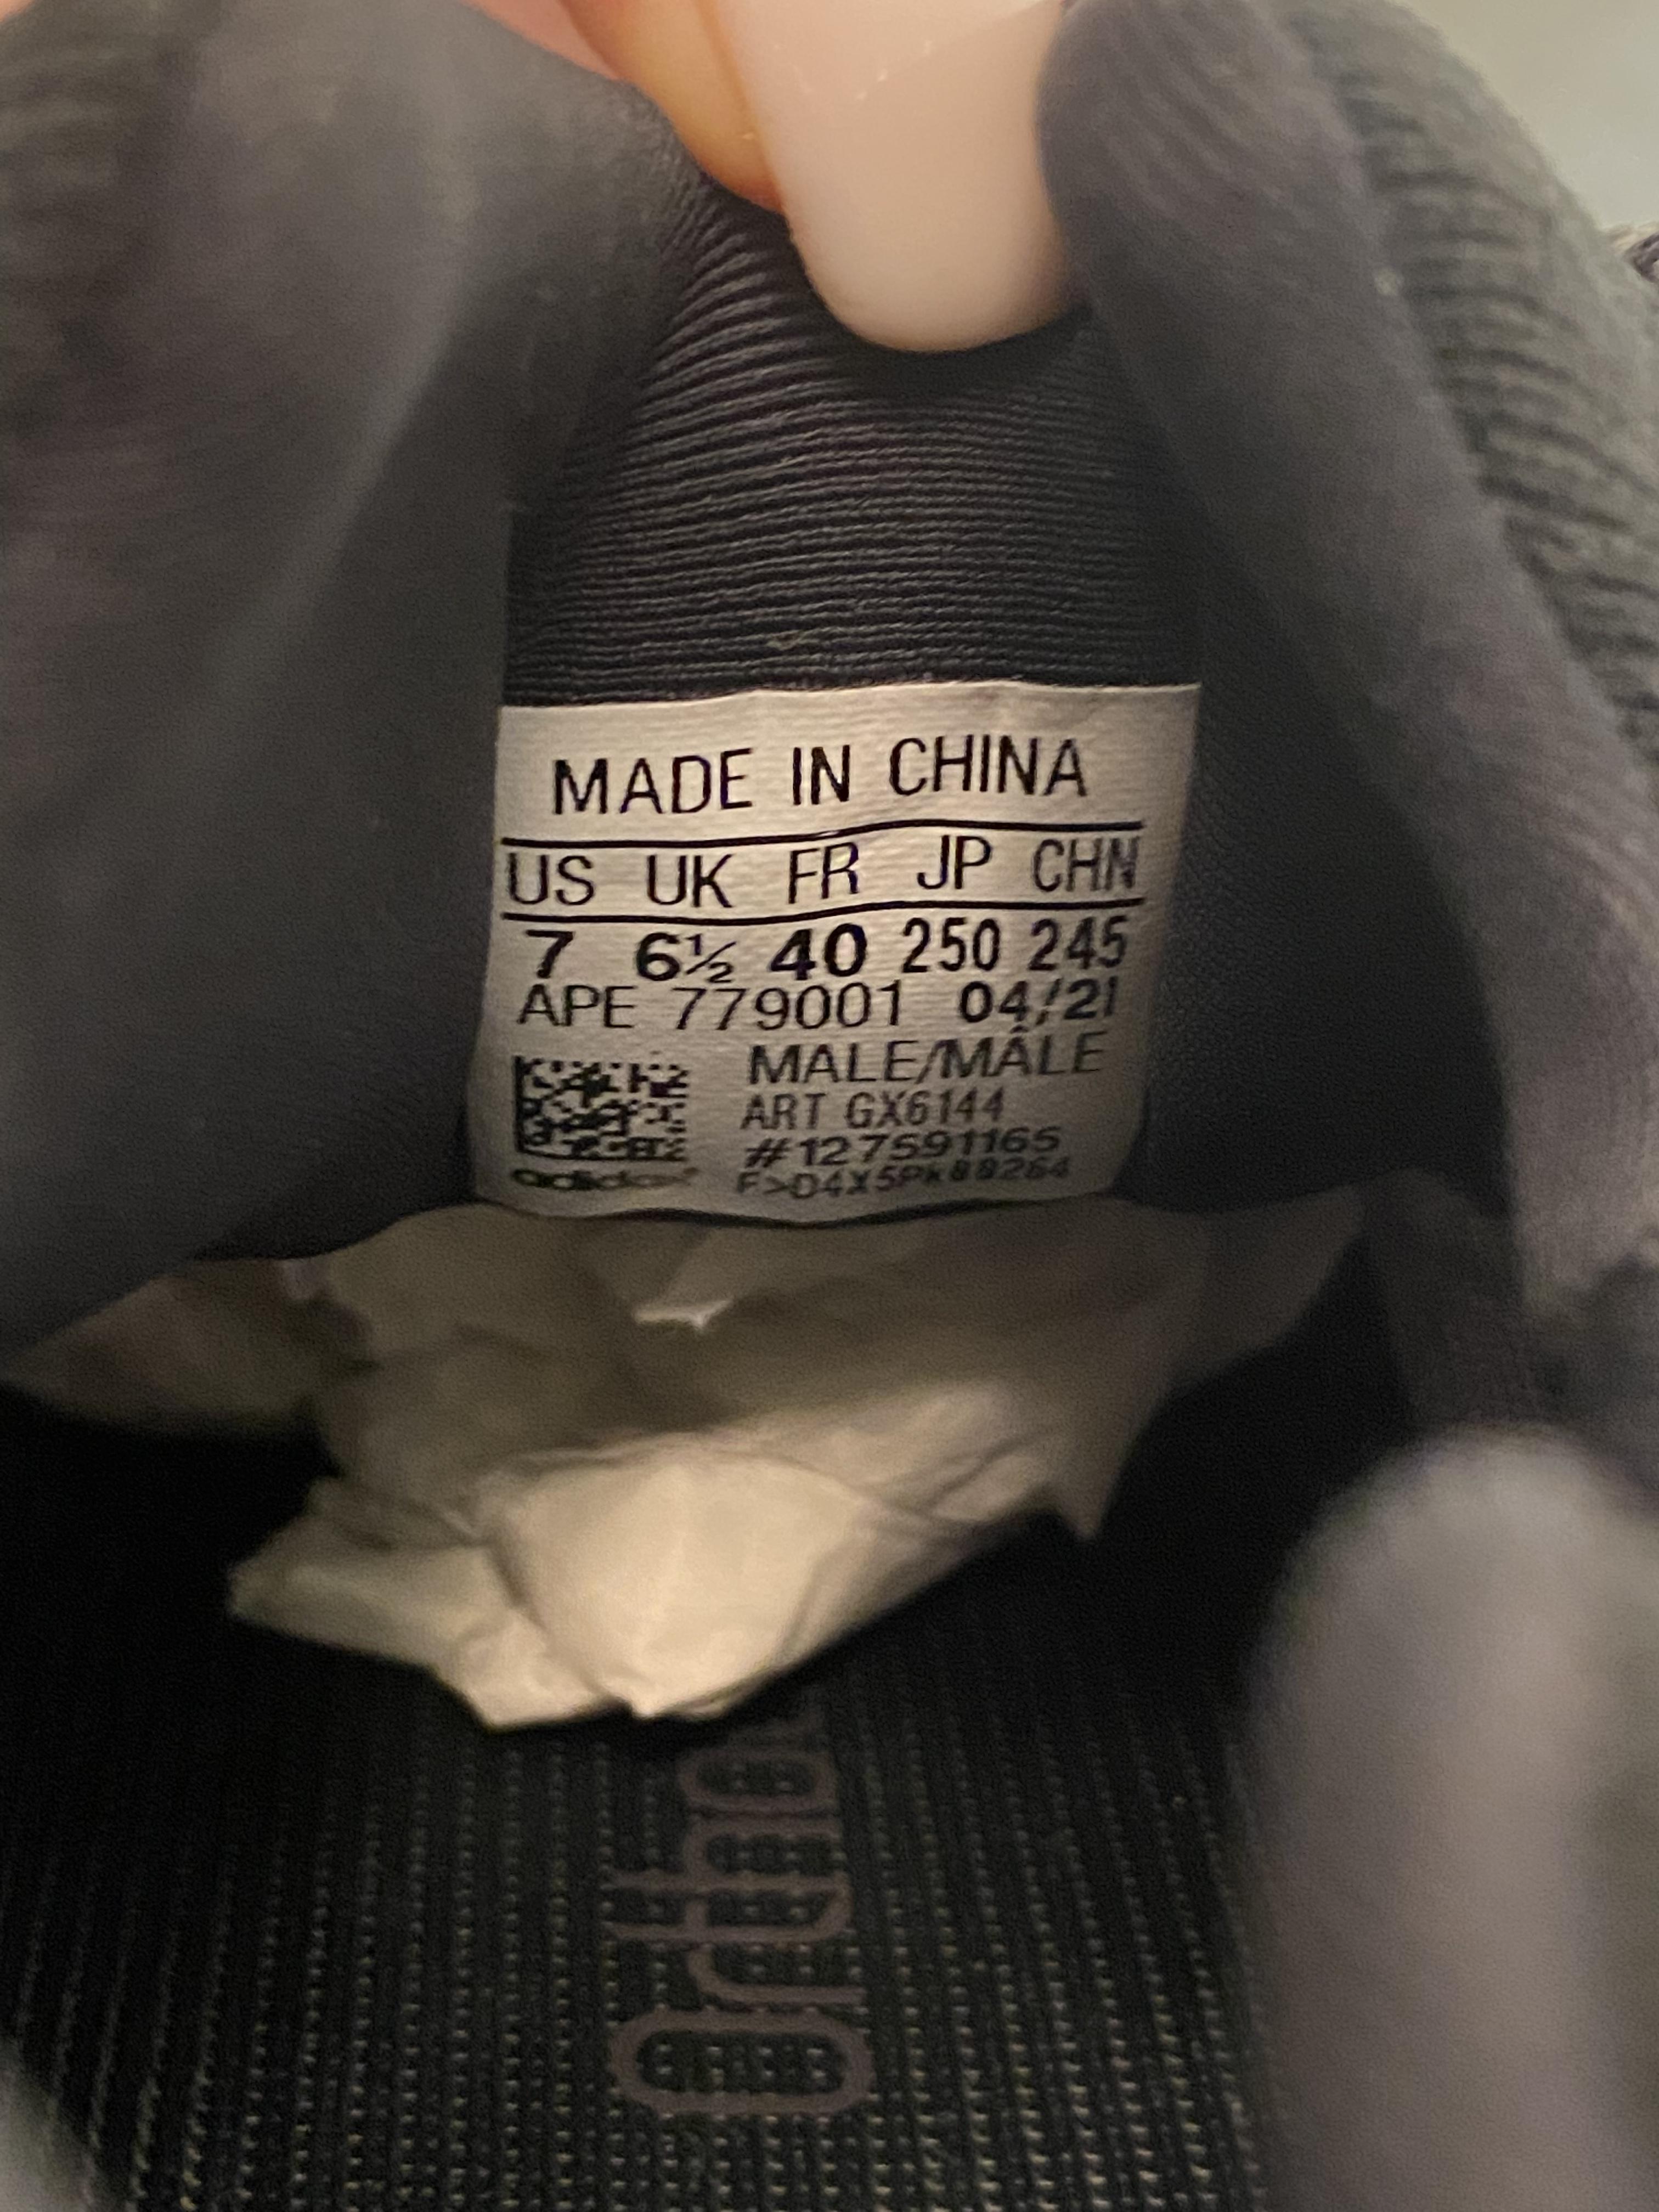 MADE IN CHINA
US UK FR JP CHN
7 6½ 40 250 245
APE 779001 04/21
MALE/MÂLE
ART GX6144
#127591165
adidas
Ortho